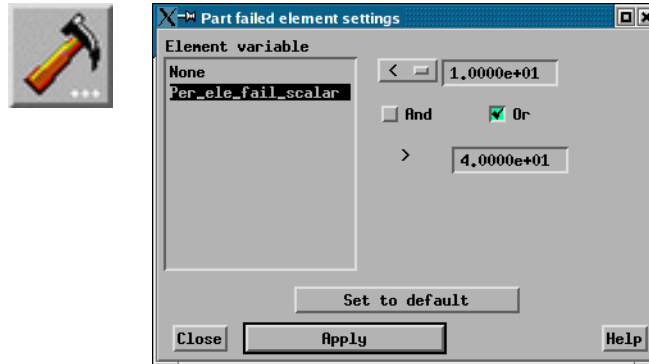 Part failed element settings
Element variable
None
Per_ele_fail_scalar
< 1.0000e+01
And Or
> 4.0000e+01
Set to default
Close Apply Help